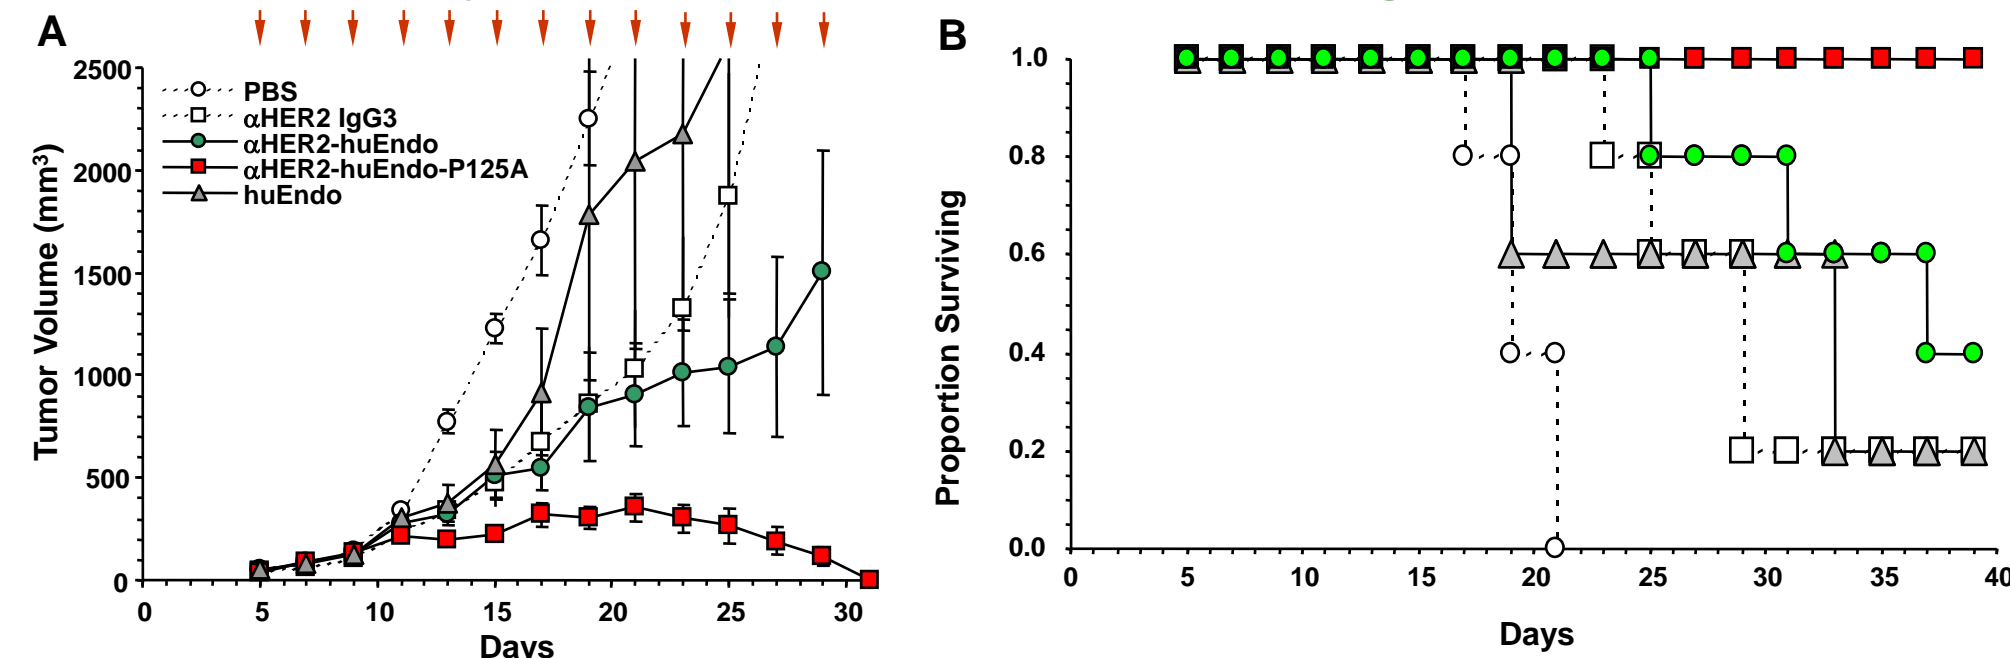 A
2500
2000
1500
1000
500
0
Tumor Volume (mm³)
PBS
αHER2 IgG3
αHER2-huEndo
αHER2-huEndo-P125A
huEndo
0 5 10 15 20 25 30
Days
B
1.0
0.8
0.6
0.4
0.2
0.0
Proportion Surviving
0 5 10 15 20 25 30 35 40
Days